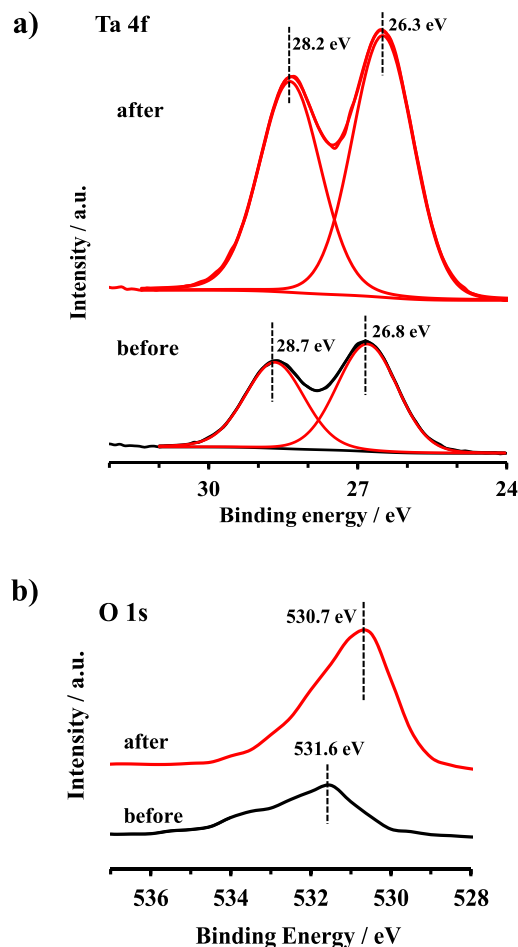 a)
Ta 4f
28.2 eV
26.3 eV
after
Intensity / a.u.
before
28.7 eV
26.8 eV
30
27
24
Binding energy / eV
b)
O 1s
530.7 eV
Intensity / a.u.
after
531.6 eV
before
536
534
532
530
528
Binding Energy / eV